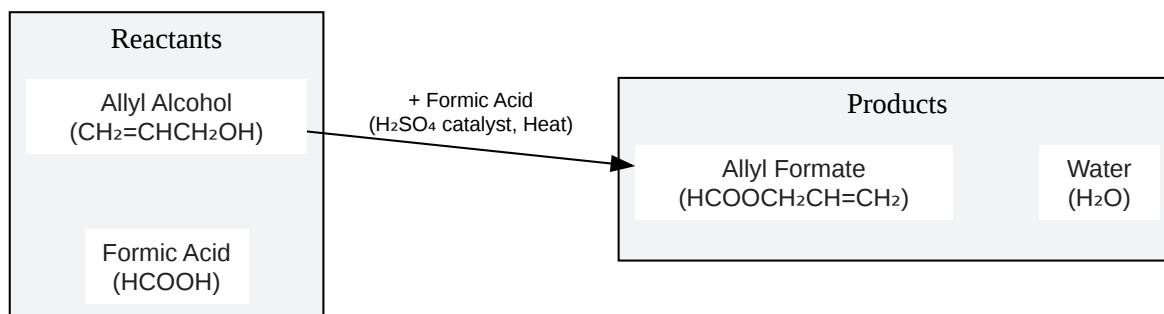 Reactants
Allyl Alcohol
(CH₂=CHCH₂OH)
Formic Acid
(HCOOH)
+ Formic Acid
(H₂SO₄ catalyst, Heat)
Products
Allyl Formate
(HCOOCH₂CH=CH₂)
Water
(H₂O)